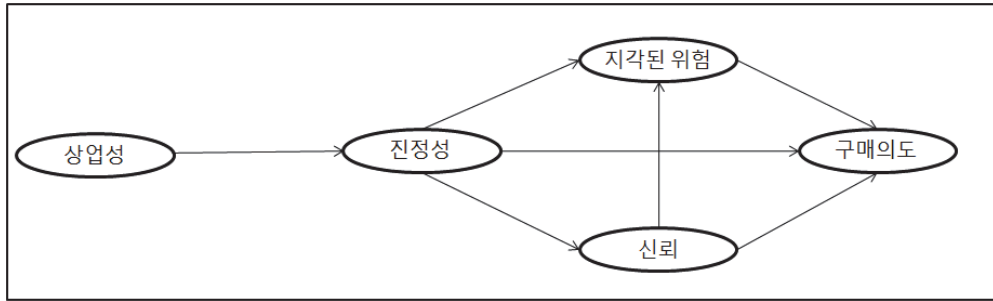 지각된 위험
상업성
진정성
구매의도
신뢰